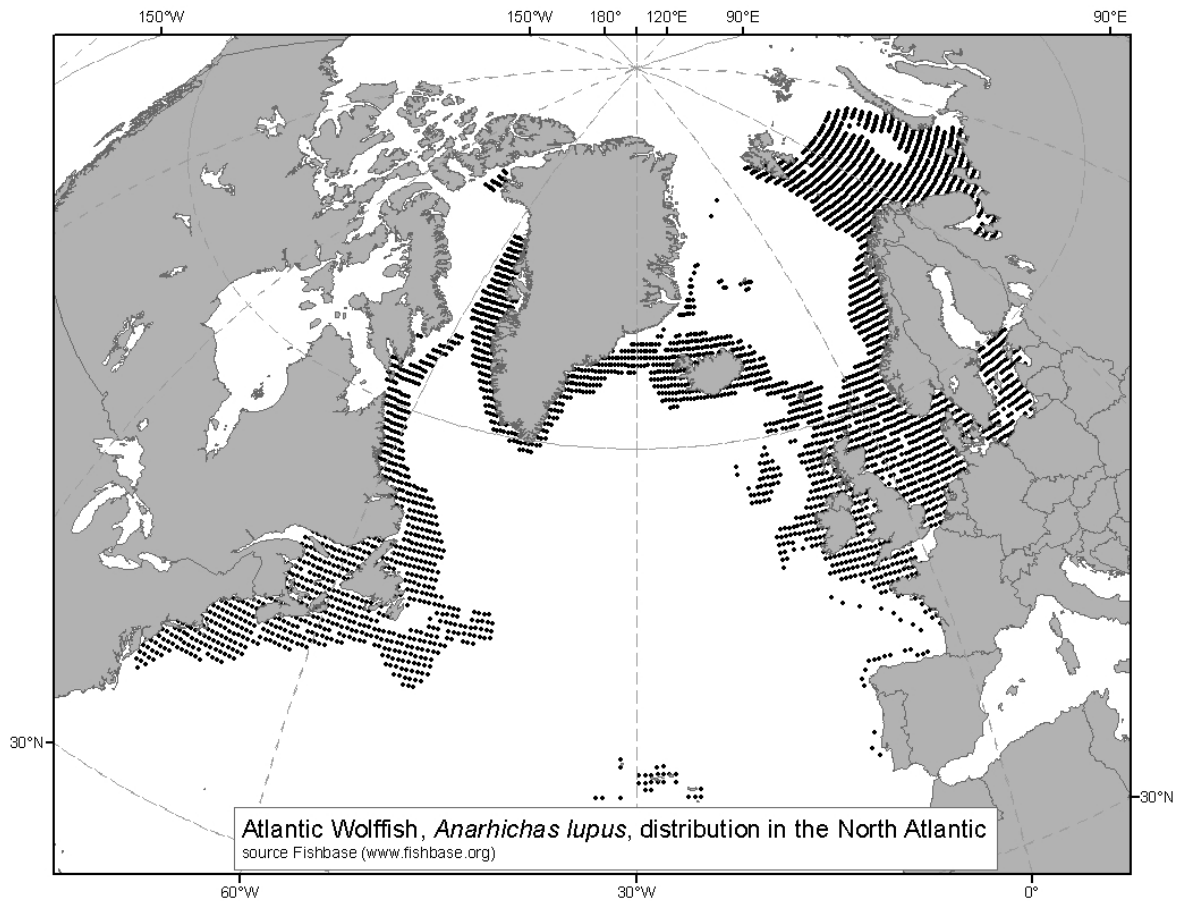 150°W 150°W 180° 120°E 90°E 90°E
30°N
30°N
Atlantic Wolffish, Anarhichas lupus, distribution in the North Atlantic
source Fishbase (www.fishbase.org)
60°W 30°W 0°